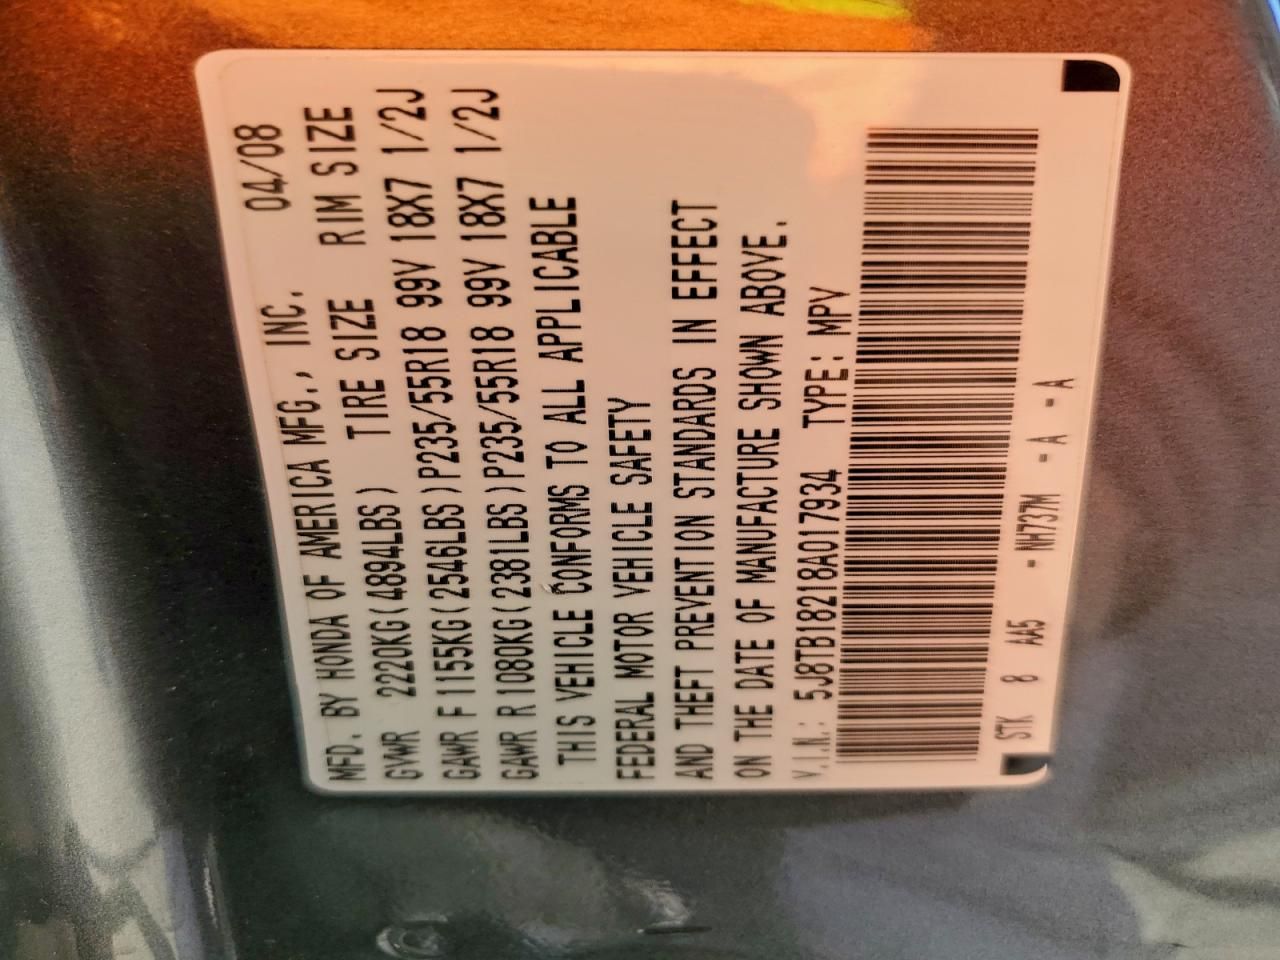 MFD. BY HONDA OF AMERICA MFG., INC. 04/08
GVWR 2220KG(4894LBS) TIRE SIZE RIM SIZE
GAWR F 1155KG(2546LBS)P235/55R18 99V 18X7 1/2J
GAWR R 1080KG(2381LBS)P235/55R18 99V 18X7 1/2J
THIS VEHICLE CONFORMS TO ALL APPLICABLE
FEDERAL MOTOR VEHICLE SAFETY
AND THEFT PREVENTION STANDARDS IN EFFECT
ON THE DATE OF MANUFACTURE SHOWN ABOVE.
V.I.N.: 5J8TB18218A017934 TYPE: MPV
STK 8 AA5 - NH737M - A - A